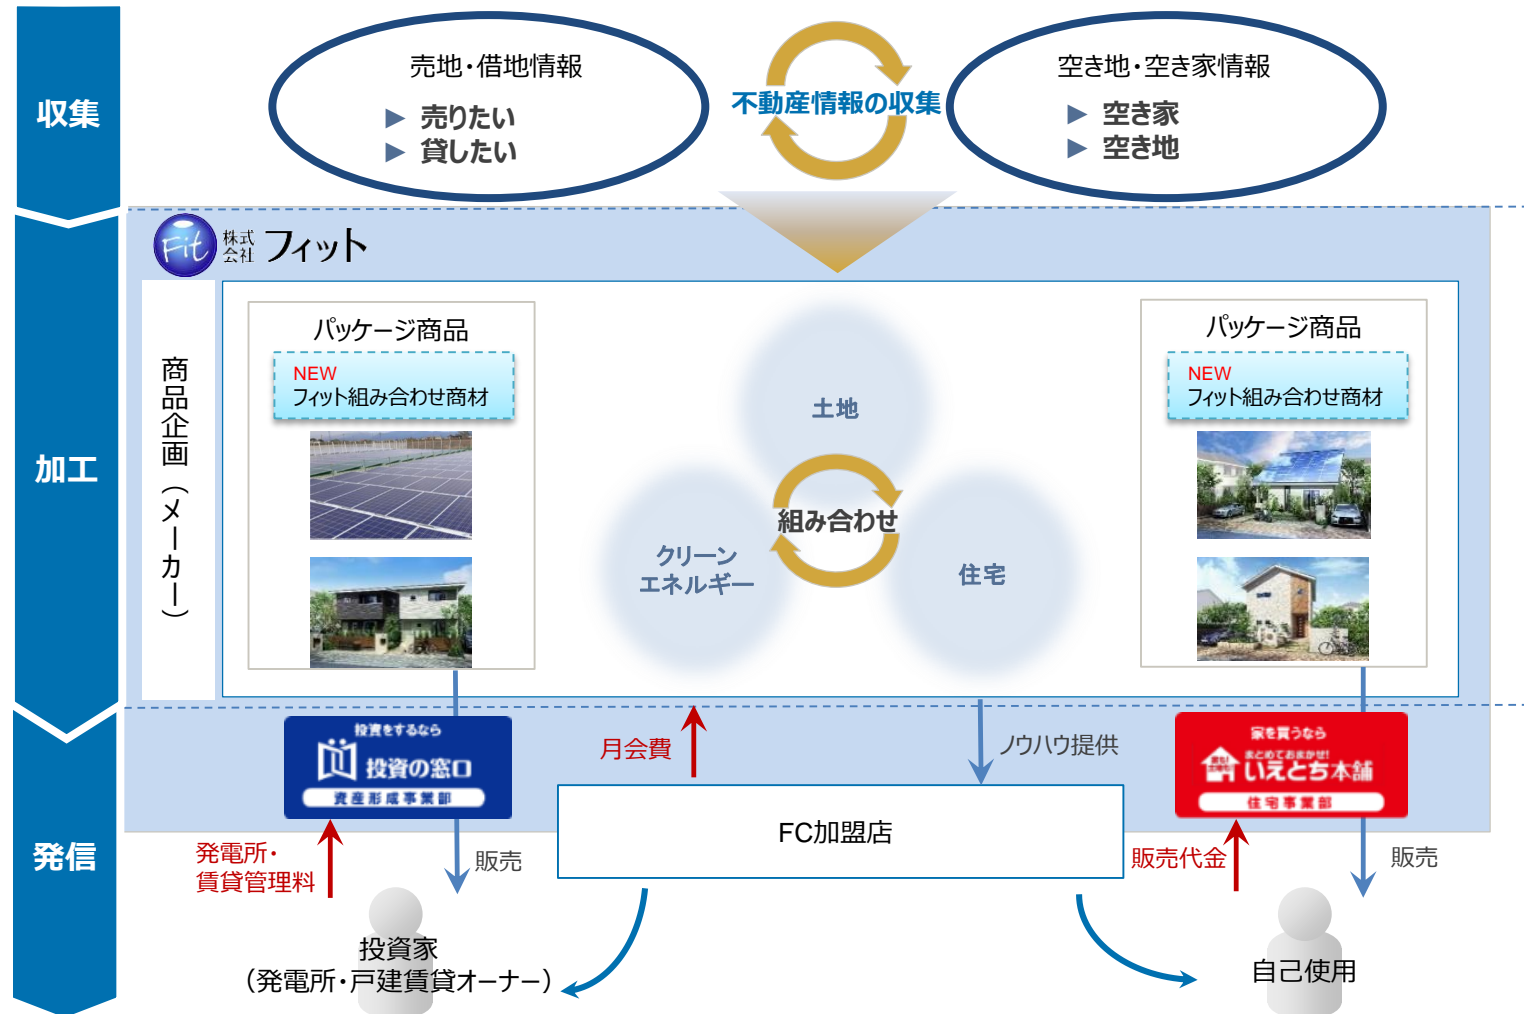 収集
売地・借地情報
▶ 売りたい
▶ 貸したい
不動産情報の収集
空き地・空き家情報
▶ 空き家
▶ 空き地
加工
Fit
株式会社 フィット
商品企画（メーカー）
パッケージ商品
NEW
フィット組み合わせ商材
土地
組み合わせ
クリーン
エネルギー
住宅
パッケージ商品
NEW
フィット組み合わせ商材
発信
投資をするなら
投資の窓口
資産形成事業部
月会費
ノウハウ提供
家を買うなら
まとめておまかせ!
いえとち本舗
住宅事業部
FC加盟店
発電所・
賃貸管理料
販売
販売代金
販売
投資家
（発電所・戸建賃貸オーナー）
自己使用